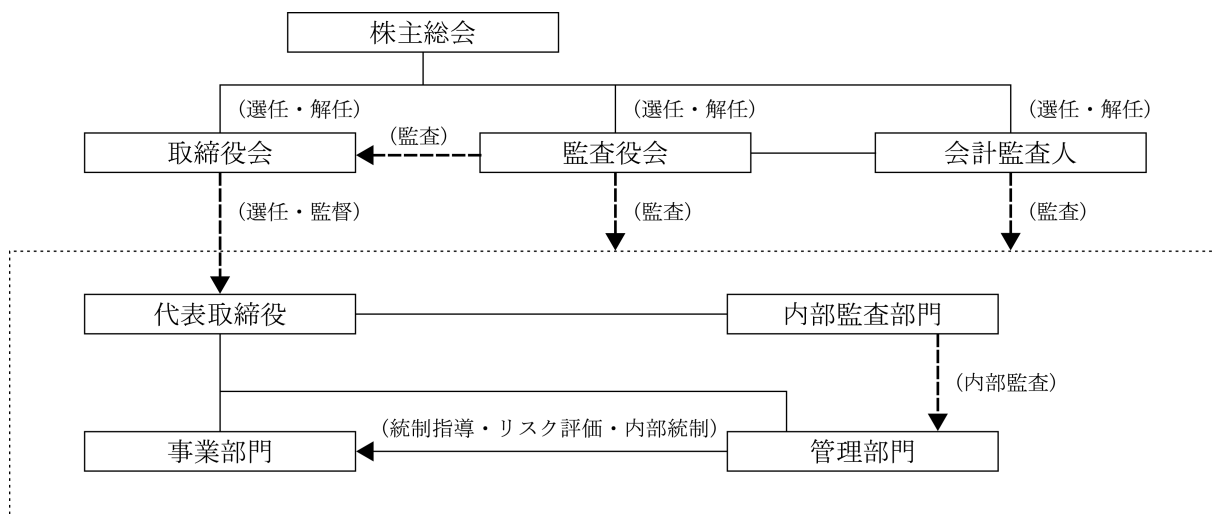 株主総会
(選任・解任)
(選任・解任)
(選任・解任)
取締役会
(監査)
監査役会
会計監査人
(選任・監督)
(監査)
(監査)
代表取締役
内部監査部門
(内部監査)
(統制指導・リスク評価・内部統制)
事業部門
管理部門